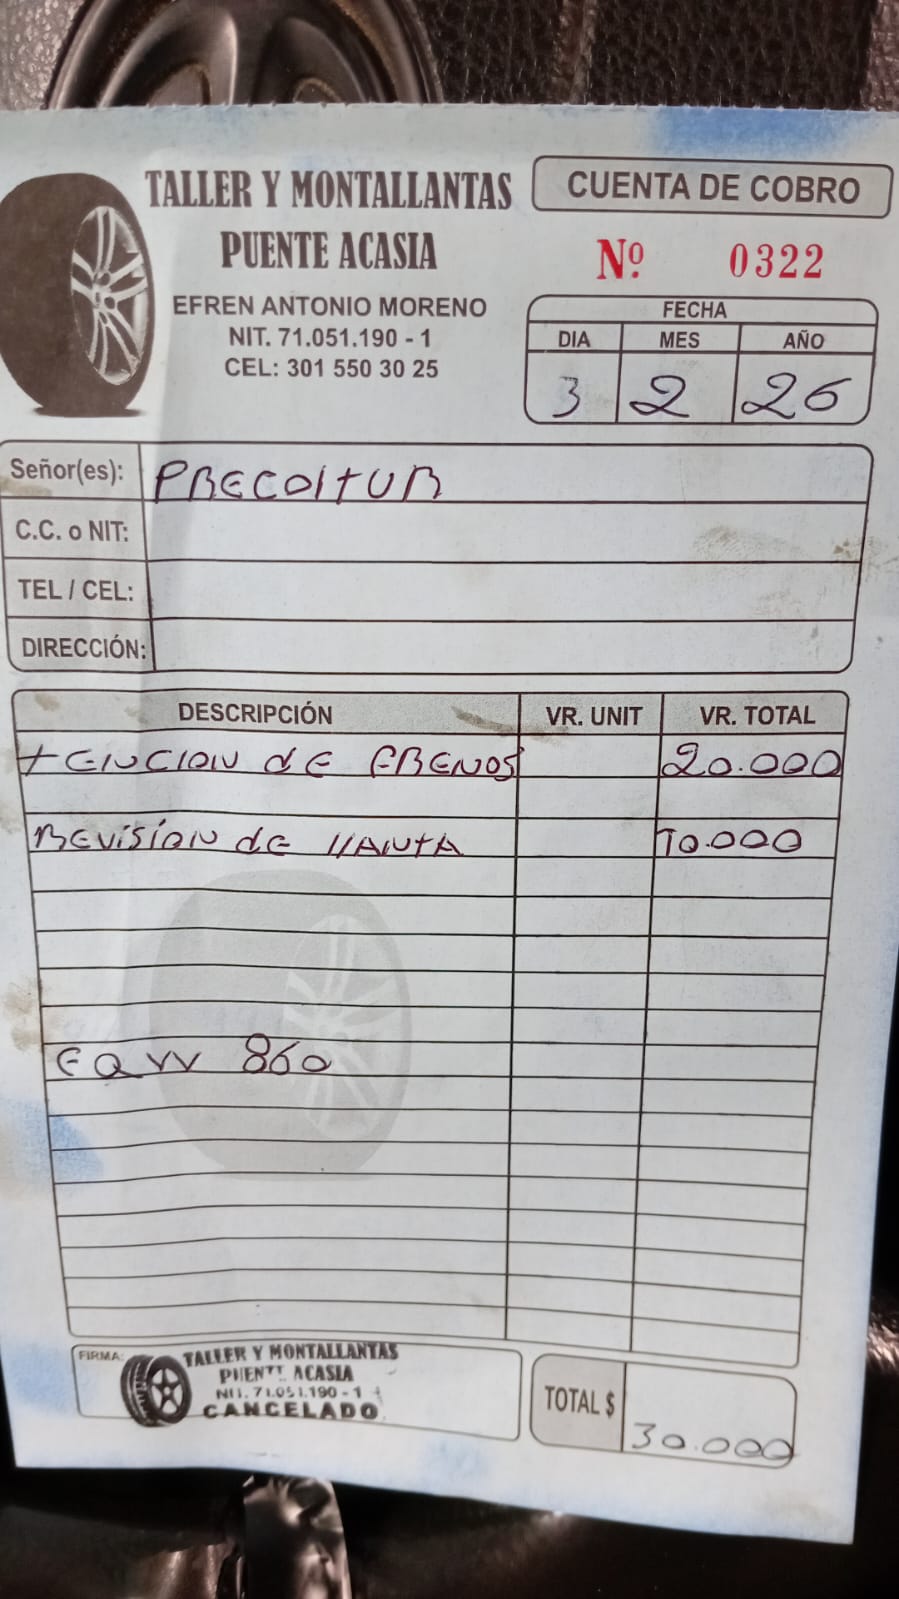 TALLER Y MONTALLANTAS
PUENTE ACASIA
EFREN ANTONIO MORENO
NIT. 71.051.190 - 1
CEL: 301 550 30 25
CUENTA DE COBRO
Nº 0322
FECHA
DIA MES AÑO
3 2 26
Señor(es): PRECOltUR
C.C. o NIT:
TEL / CEL:
DIRECCIÓN:
DESCRIPCIÓN VR. UNIT VR. TOTAL
tENCION dE FRENOS 20.000
REVISION dE llANtA 10.000
EQVV 860
FIRMA:
TALLER Y MONTALLANTAS
PUENTE ACASIA
NIT. 71.051.190 - 1
CANCELADO
TOTAL $ 30.000